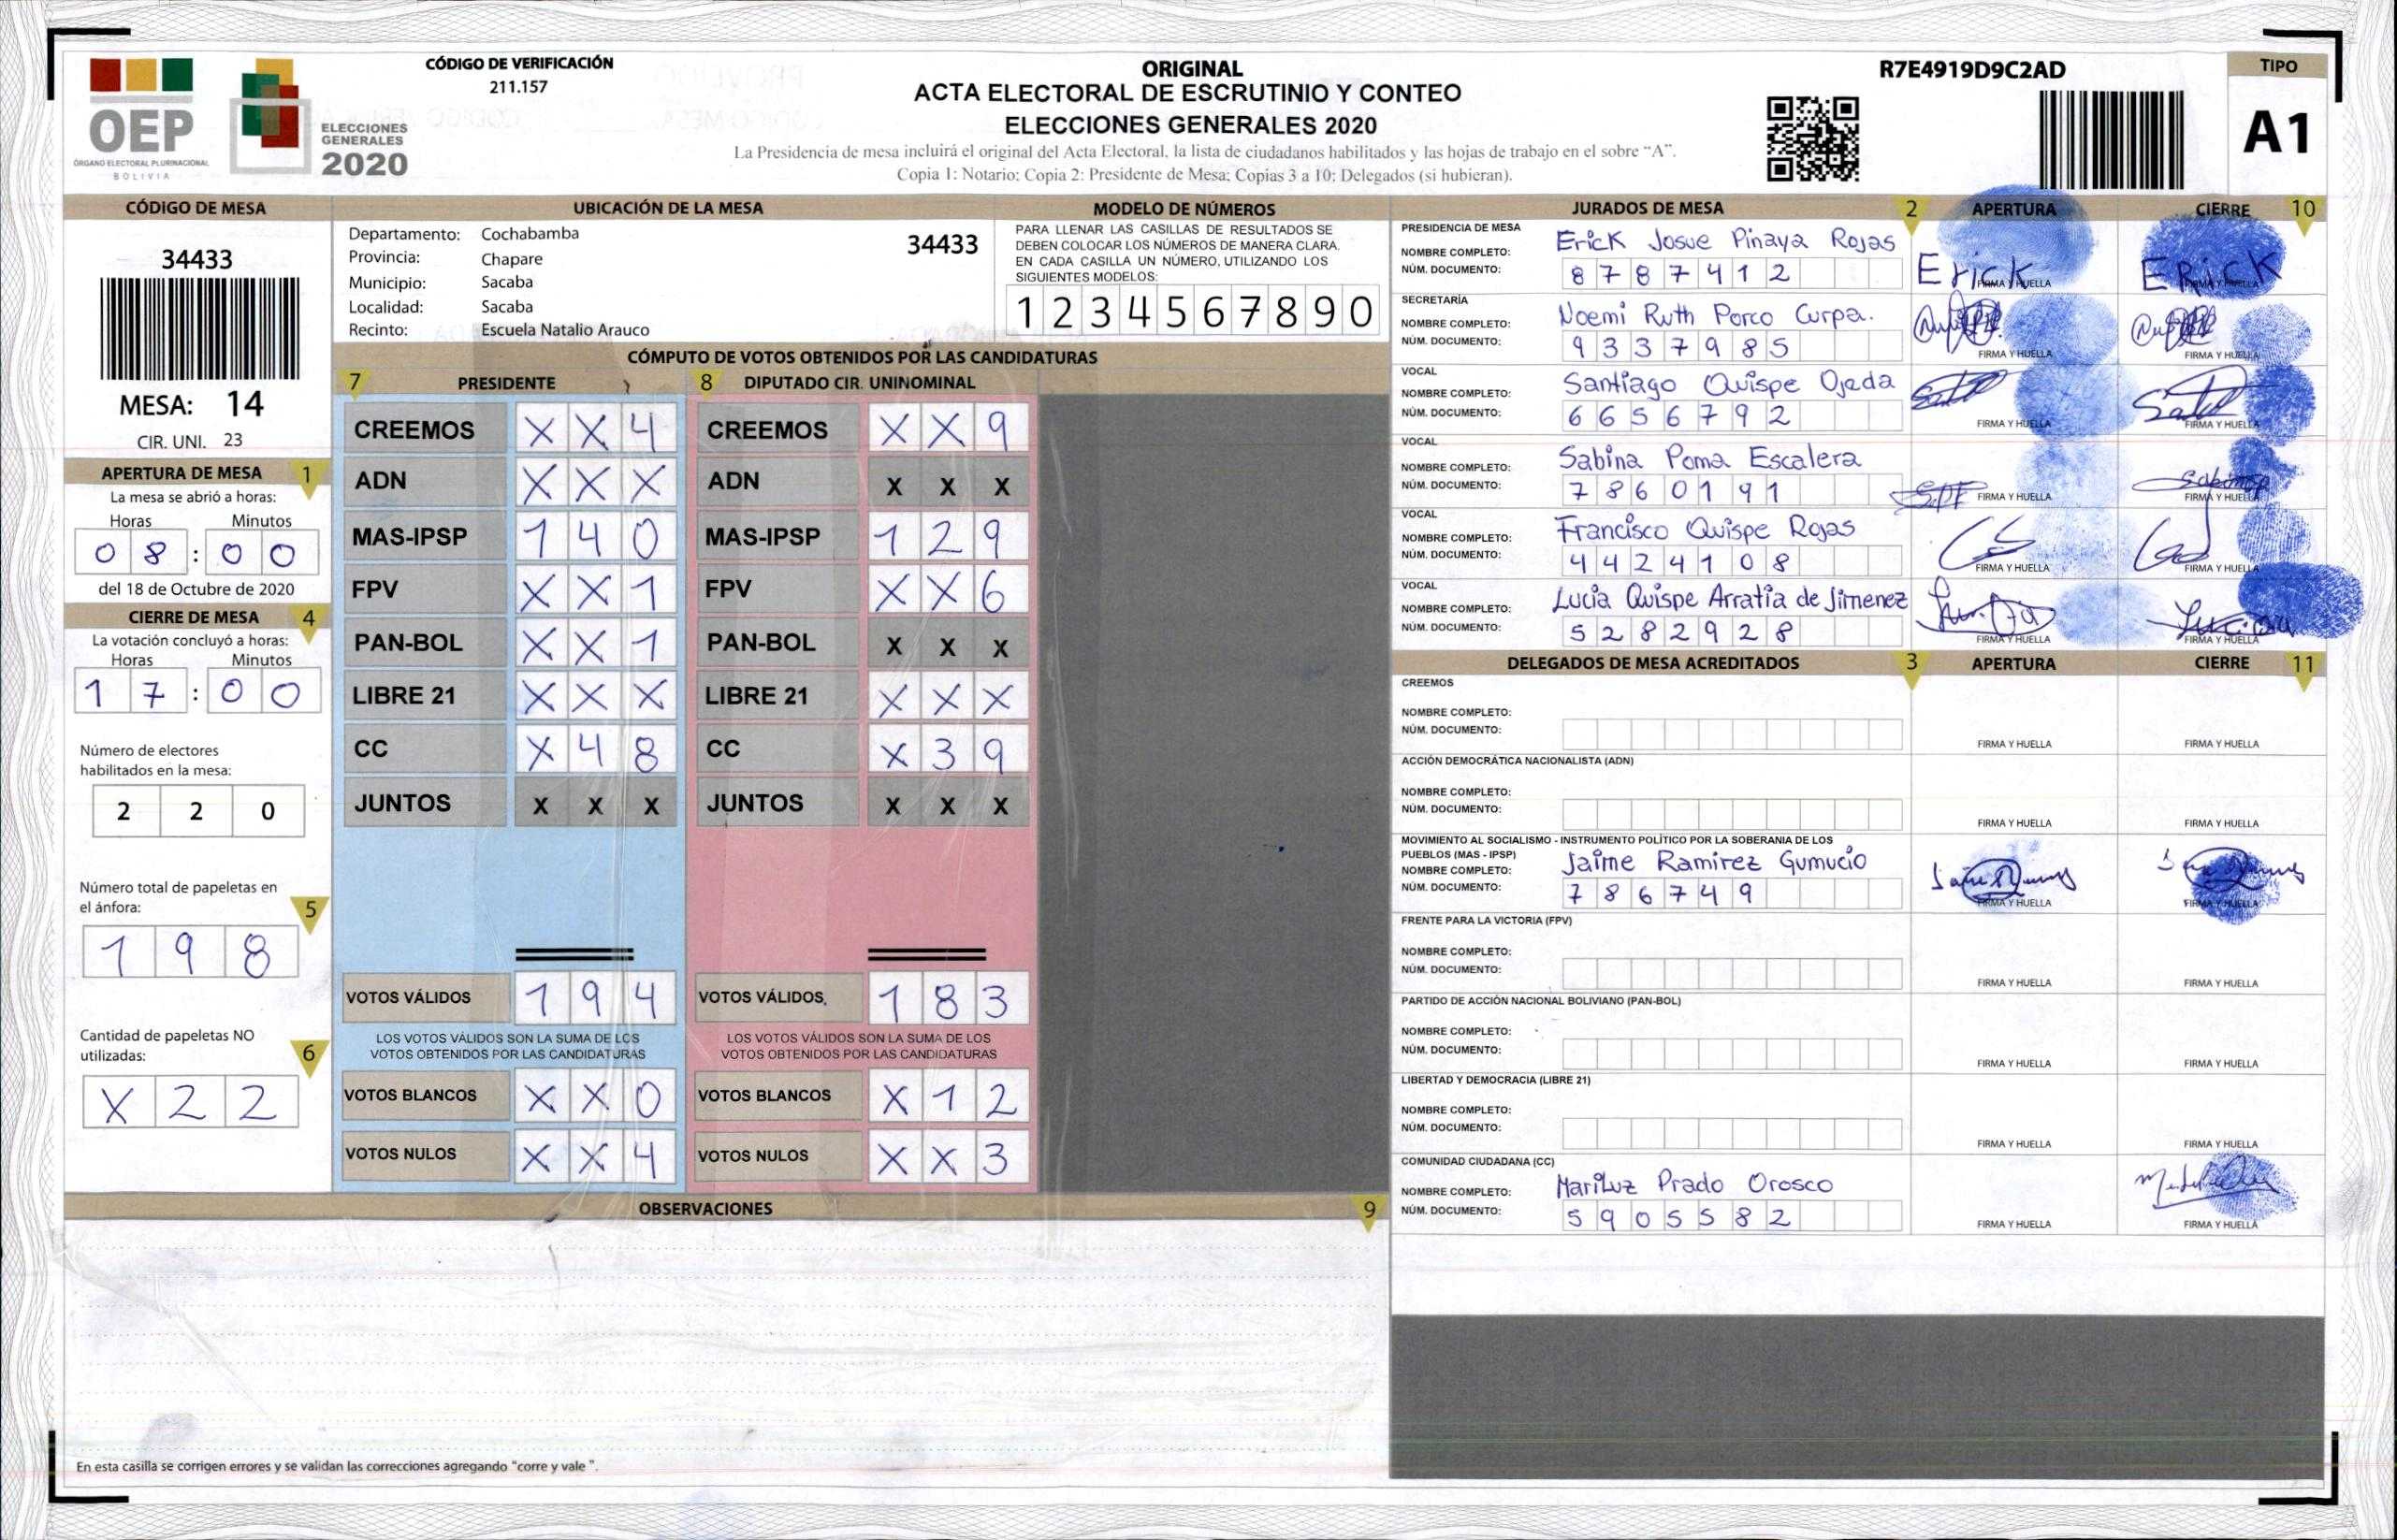 OEP
ÓRGANO ELECTORAL PLURINACIONAL
BOLIVIA
ELECCIONES
GENERALES
2020
CÓDIGO DE VERIFICACIÓN
211.157
ORIGINAL
ACTA ELECTORAL DE ESCRUTINIO Y CONTEO
ELECCIONES GENERALES 2020
La Presidencia de mesa incluirá el original del Acta Electoral, la lista de ciudadanos habilitados y las hojas de trabajo en el sobre “A”.
Copia 1: Notario; Copia 2: Presidente de Mesa; Copias 3 a 10: Delegados (si hubieran).
R7E4919D9C2AD
TIPO
A1
CÓDIGO DE MESA
34433
MESA: 14
CIR. UNI. 23
APERTURA DE MESA 1
La mesa se abrió a horas:
Horas Minutos
0 8 : 0 0
del 18 de Octubre de 2020
CIERRE DE MESA 4
La votación concluyó a horas:
Horas Minutos
1 7 : 0 0
Número de electores
habilitados en la mesa:
2 2 0
Número total de papeletas en
el ánfora:
5
1 9 8
Cantidad de papeletas NO
utilizadas:
6
X 2 2
UBICACIÓN DE LA MESA
Departamento: Cochabamba
34433
Provincia: Chapare
Municipio: Sacaba
Localidad: Sacaba
Recinto: Escuela Natalio Arauco
MODELO DE NÚMEROS
PARA LLENAR LAS CASILLAS DE RESULTADOS SE
DEBEN COLOCAR LOS NÚMEROS DE MANERA CLARA.
EN CADA CASILLA UN NÚMERO, UTILIZANDO LOS
SIGUIENTES MODELOS:
1 2 3 4 5 6 7 8 9 0
CÓMPUTO DE VOTOS OBTENIDOS POR LAS CANDIDATURAS
7 PRESIDENTE
CREEMOS X X 4
ADN X X X
MAS-IPSP 1 4 0
FPV X X 1
PAN-BOL X X 1
LIBRE 21 X X X
CC X 4 8
JUNTOS X X X
VOTOS VÁLIDOS 1 9 4
LOS VOTOS VÁLIDOS SON LA SUMA DE LOS
VOTOS OBTENIDOS POR LAS CANDIDATURAS
VOTOS BLANCOS X X 0
VOTOS NULOS X X 4
8 DIPUTADO CIR. UNINOMINAL
CREEMOS X X 9
ADN X X X
MAS-IPSP 1 2 9
FPV X X 6
PAN-BOL X X X
LIBRE 21 X X X
CC X 3 9
JUNTOS X X X
VOTOS VÁLIDOS 1 8 3
LOS VOTOS VÁLIDOS SON LA SUMA DE LOS
VOTOS OBTENIDOS POR LAS CANDIDATURAS
VOTOS BLANCOS X 1 2
VOTOS NULOS X X 3
OBSERVACIONES 9
En esta casilla se corrigen errores y se validan las correcciones agregando "corre y vale ".
JURADOS DE MESA 2 APERTURA CIERRE 10
PRESIDENCIA DE MESA
NOMBRE COMPLETO: Erick Josue Pinaya Rojas
NÚM. DOCUMENTO: 8 7 8 7 4 1 2
Erick ERicK
FIRMA Y HUELLA FIRMA Y HUELLA
SECRETARÍA
NOMBRE COMPLETO: Noemi Ruth Porco Curpa.
NÚM. DOCUMENTO: 9 3 3 7 9 8 5
FIRMA Y HUELLA FIRMA Y HUELLA
VOCAL
NOMBRE COMPLETO: Santiago Quispe Ojeda
NÚM. DOCUMENTO: 6 6 5 6 7 9 2
FIRMA Y HUELLA FIRMA Y HUELLA
VOCAL
NOMBRE COMPLETO: Sabina Poma Escalera
NÚM. DOCUMENTO: 7 8 6 0 1 9 1
FIRMA Y HUELLA FIRMA Y HUELLA
VOCAL
NOMBRE COMPLETO: Francisco Quispe Rojas
NÚM. DOCUMENTO: 4 4 2 4 1 0 8
FIRMA Y HUELLA FIRMA Y HUELLA
VOCAL
NOMBRE COMPLETO: Lucia Quispe Arratia de Jimenez
NÚM. DOCUMENTO: 5 2 8 2 9 2 8
FIRMA Y HUELLA FIRMA Y HUELLA
DELEGADOS DE MESA ACREDITADOS 3 APERTURA CIERRE 11
CREEMOS
NOMBRE COMPLETO:
NÚM. DOCUMENTO:
FIRMA Y HUELLA FIRMA Y HUELLA
ACCIÓN DEMOCRÁTICA NACIONALISTA (ADN)
NOMBRE COMPLETO:
NÚM. DOCUMENTO:
FIRMA Y HUELLA FIRMA Y HUELLA
MOVIMIENTO AL SOCIALISMO - INSTRUMENTO POLÍTICO POR LA SOBERANIA DE LOS
PUEBLOS (MAS - IPSP)
NOMBRE COMPLETO: Jaime Ramirez Gumucio
NÚM. DOCUMENTO: 7 8 6 7 4 9
FIRMA Y HUELLA FIRMA Y HUELLA
FRENTE PARA LA VICTORIA (FPV)
NOMBRE COMPLETO:
NÚM. DOCUMENTO:
FIRMA Y HUELLA FIRMA Y HUELLA
PARTIDO DE ACCIÓN NACIONAL BOLIVIANO (PAN-BOL)
NOMBRE COMPLETO:
NÚM. DOCUMENTO:
FIRMA Y HUELLA FIRMA Y HUELLA
LIBERTAD Y DEMOCRACIA (LIBRE 21)
NOMBRE COMPLETO:
NÚM. DOCUMENTO:
FIRMA Y HUELLA FIRMA Y HUELLA
COMUNIDAD CIUDADANA (CC)
NOMBRE COMPLETO: Mariluz Prado Orosco
NÚM. DOCUMENTO: 5 9 0 5 5 8 2
FIRMA Y HUELLA FIRMA Y HUELLA